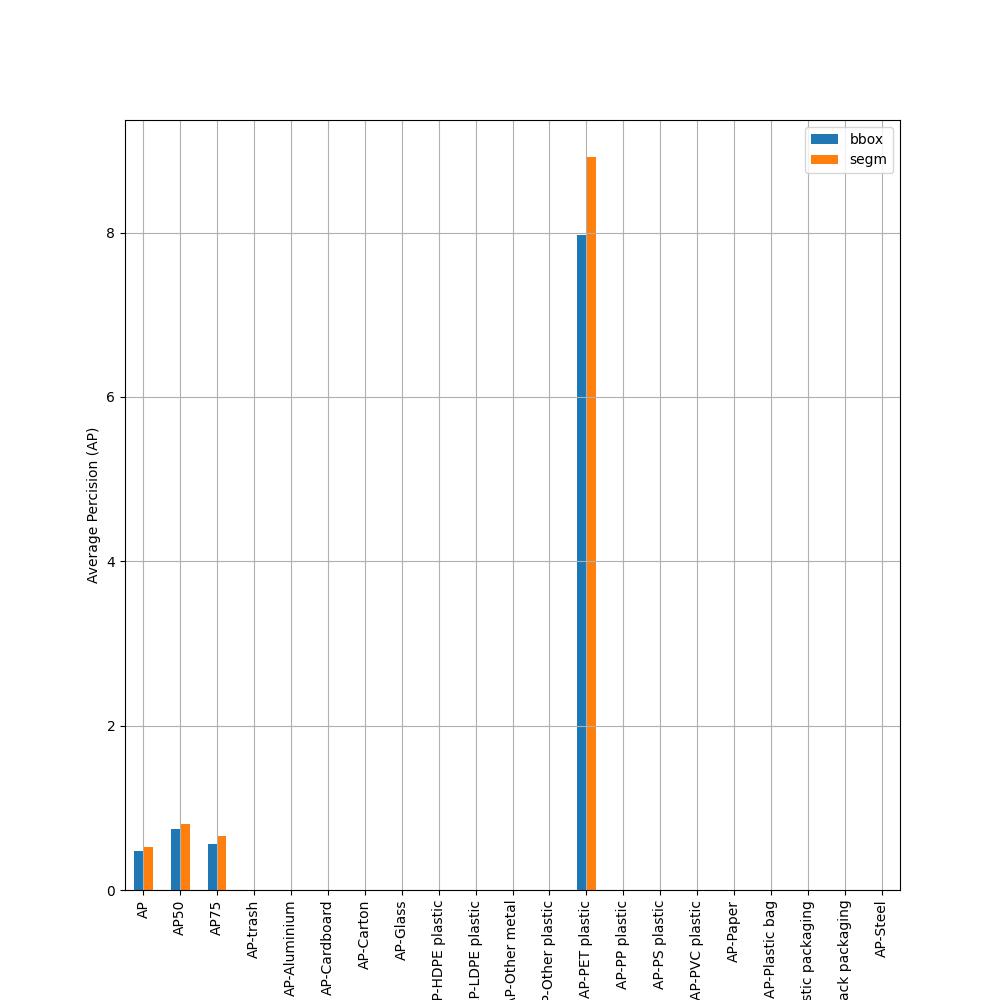 bbox
segm
8
6
4
2
0
Average Percision (AP)
AP
AP50
AP75
AP-trash
AP-Aluminium
AP-Cardboard
AP-Carton
AP-Glass
P-HDPE plastic
P-LDPE plastic
P-Other metal
P-Other plastic
AP-PET plastic
AP-PP plastic
AP-PS plastic
AP-PVC plastic
AP-Paper
AP-Plastic bag
stic packaging
ack packaging
AP-Steel